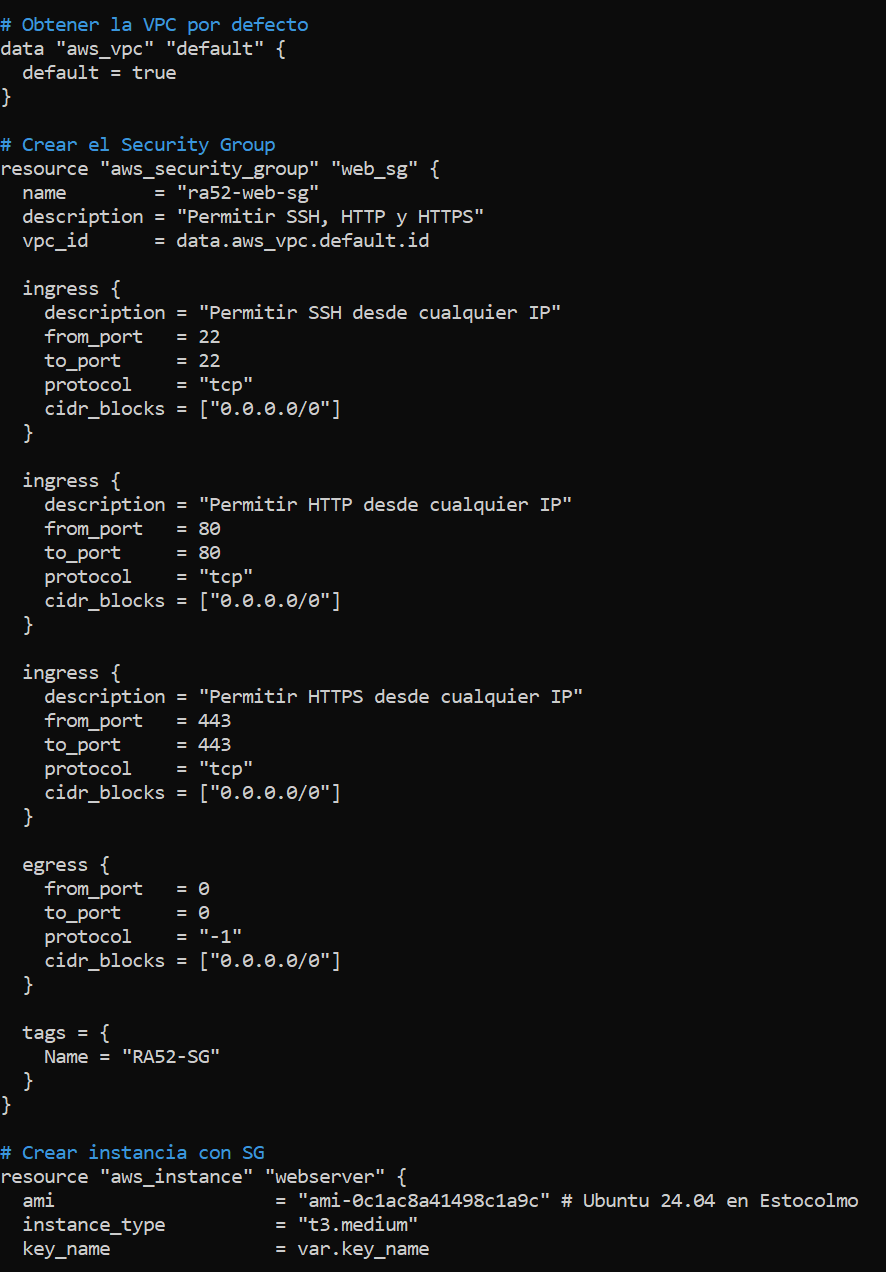 # Obtener la VPC por defecto
data "aws_vpc" "default" {
  default = true
}

# Crear el Security Group
resource "aws_security_group" "web_sg" {
  name        = "ra52-web-sg"
  description = "Permitir SSH, HTTP y HTTPS"
  vpc_id      = data.aws_vpc.default.id

  ingress {
    description = "Permitir SSH desde cualquier IP"
    from_port   = 22
    to_port     = 22
    protocol    = "tcp"
    cidr_blocks = ["0.0.0.0/0"]
  }

  ingress {
    description = "Permitir HTTP desde cualquier IP"
    from_port   = 80
    to_port     = 80
    protocol    = "tcp"
    cidr_blocks = ["0.0.0.0/0"]
  }

  ingress {
    description = "Permitir HTTPS desde cualquier IP"
    from_port   = 443
    to_port     = 443
    protocol    = "tcp"
    cidr_blocks = ["0.0.0.0/0"]
  }

  egress {
    from_port   = 0
    to_port     = 0
    protocol    = "-1"
    cidr_blocks = ["0.0.0.0/0"]
  }

  tags = {
    Name = "RA52-SG"
  }
}

# Crear instancia con SG
resource "aws_instance" "webserver" {
  ami                    = "ami-0c1ac8a41498c1a9c" # Ubuntu 24.04 en Estocolmo
  instance_type          = "t3.medium"
  key_name               = var.key_name